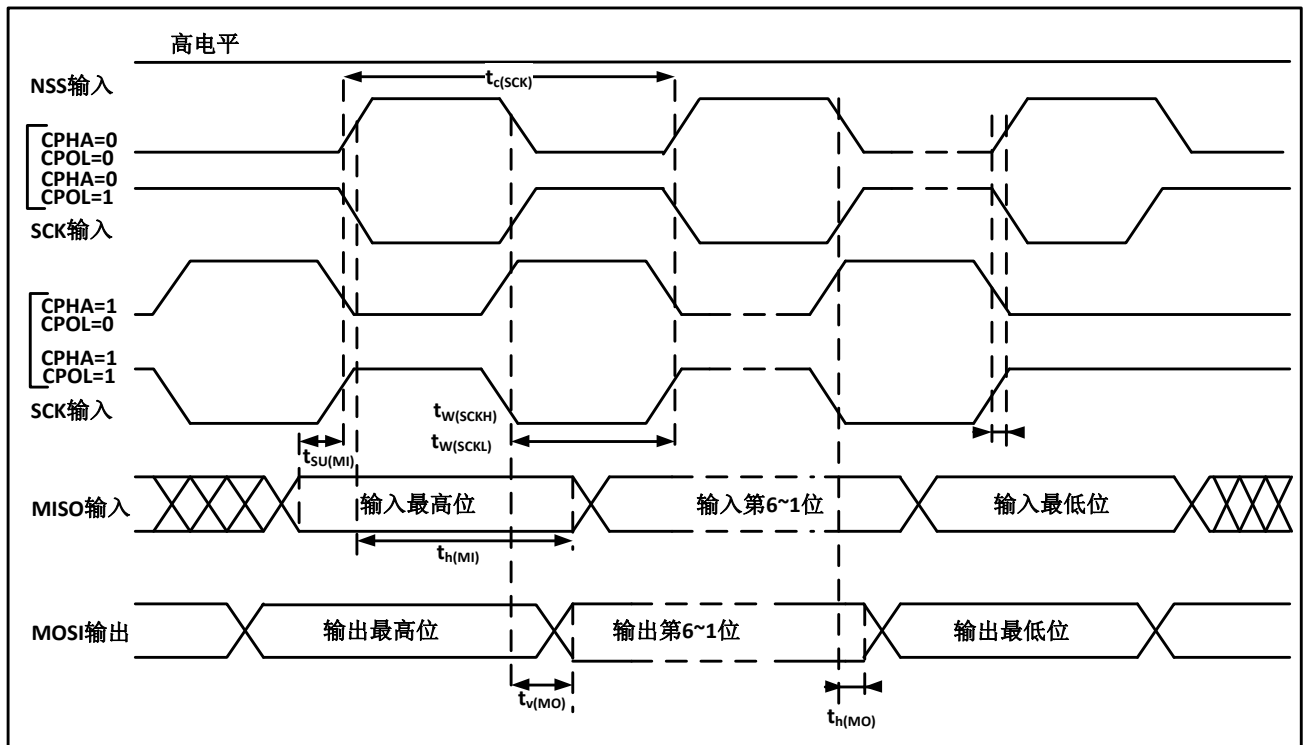 高电平
NSS输入
tc(SCK)
CPHA=0
CPOL=0
CPHA=0
CPOL=1
SCK输入
CPHA=1
CPOL=0
CPHA=1
CPOL=1
SCK输入
tW(SCKH)
tW(SCKL)
tSU(MI)
MISO输入
输入最高位
输入第6~1位
输入最低位
th(MI)
MOSI输出
输出最高位
输出第6~1位
输出最低位
tv(MO)
th(MO)